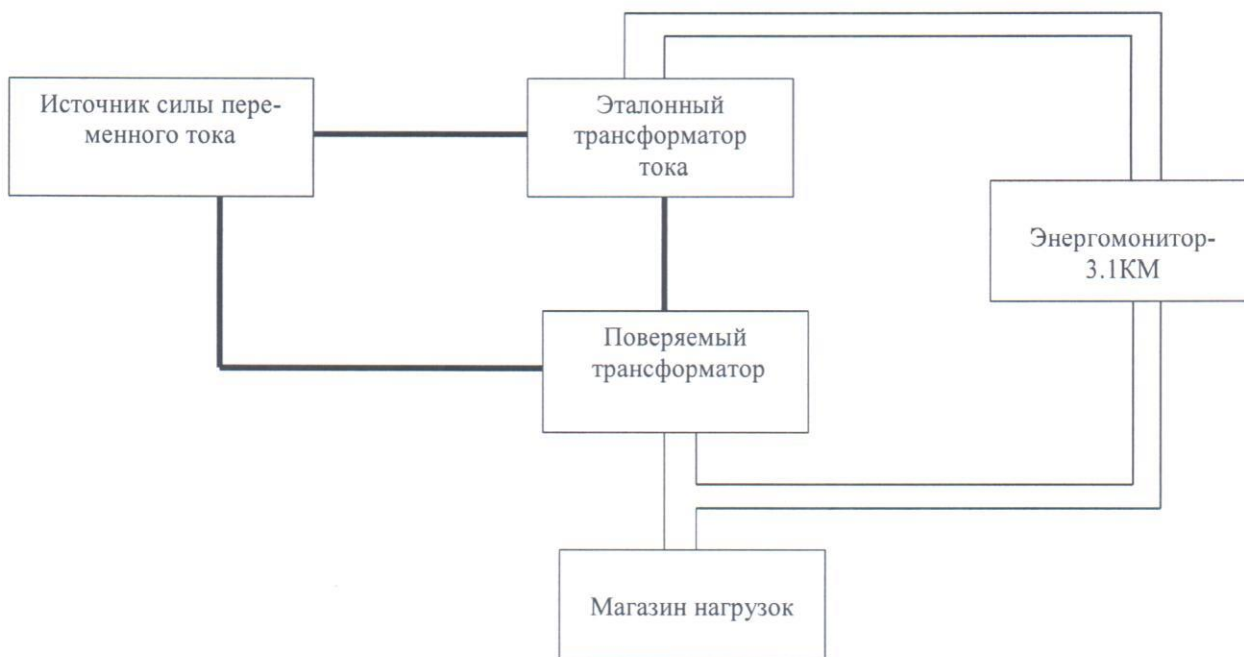 Источник силы пере-
менного тока
Эталонный
трансформатор
тока
Энергомонитор-
3.1КМ
Поверяемый
трансформатор
Магазин нагрузок